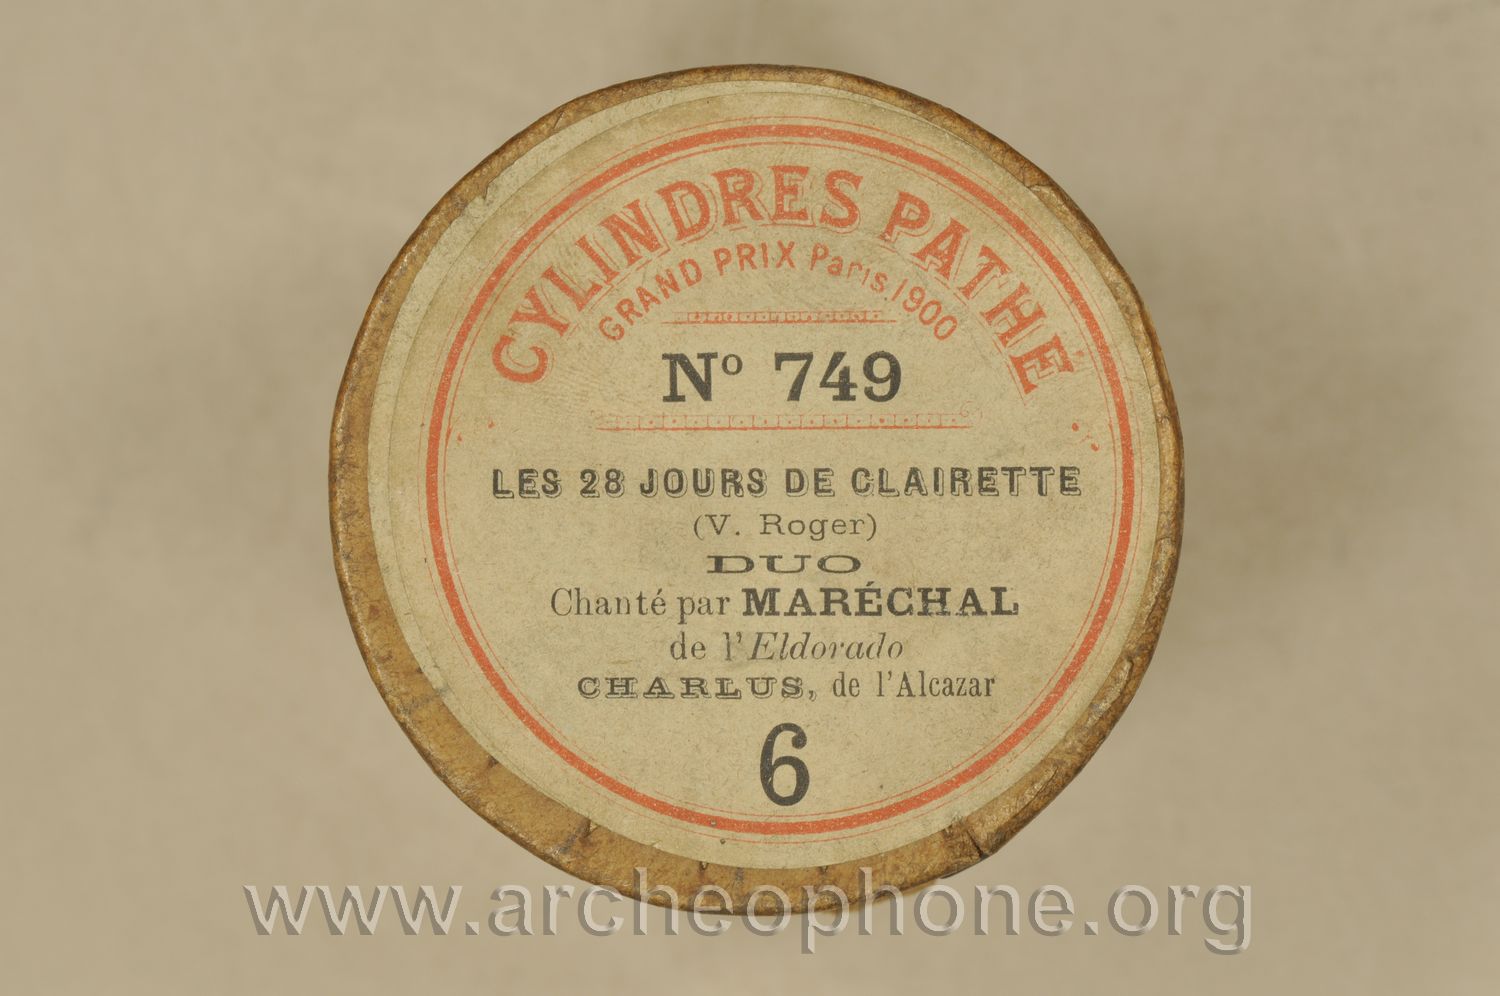 CYLINDRES PATHÉ
GRAND PRIX Paris.1900
Nº 749
LES 28 JOURS DE CLAIRETTE
(V. Roger)
DUO
Chanté par MARÉCHAL
de l'Eldorado
CHARLUS, de l'Alcazar
6
www.archeophone.org